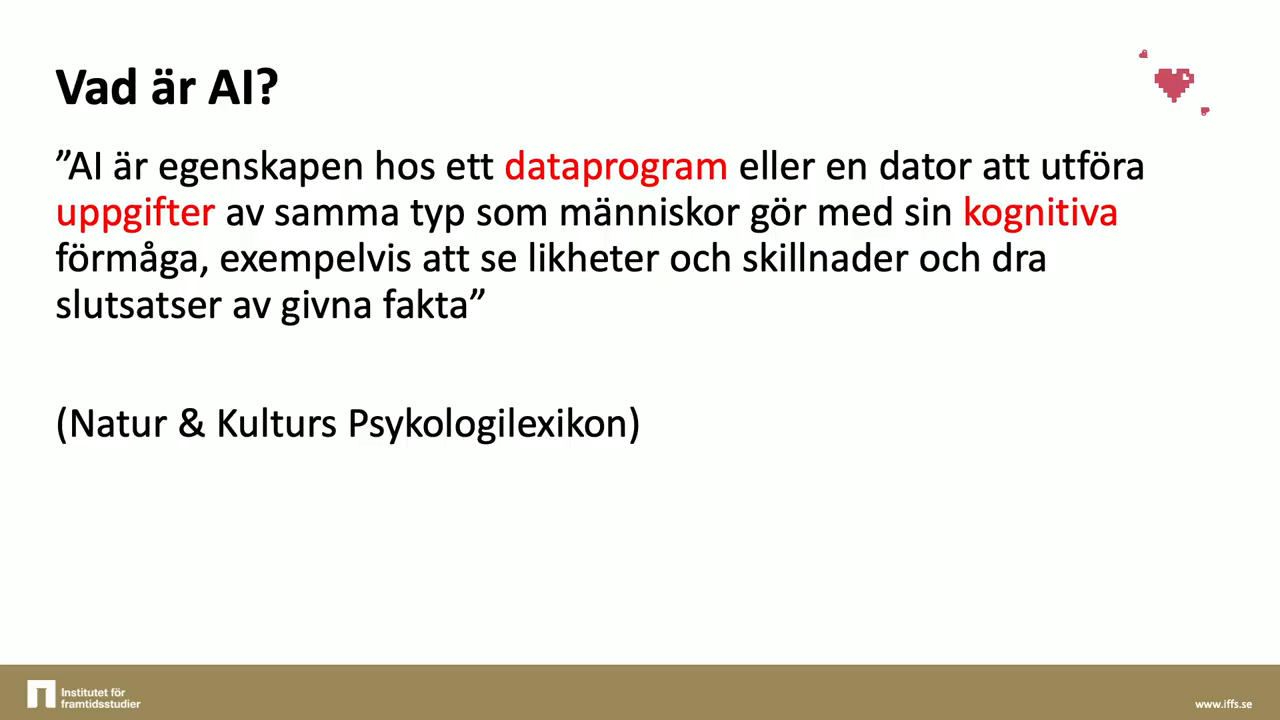 Vad är AI?
”AI är egenskapen hos ett dataprogram eller en dator att utföra
uppgifter av samma typ som människor gör med sin kognitiva
förmåga, exempelvis att se likheter och skillnader och dra
slutsatser av givna fakta”
(Natur & Kulturs Psykologilexikon)
Institutet för
framtidsstudier
www.iffs.se